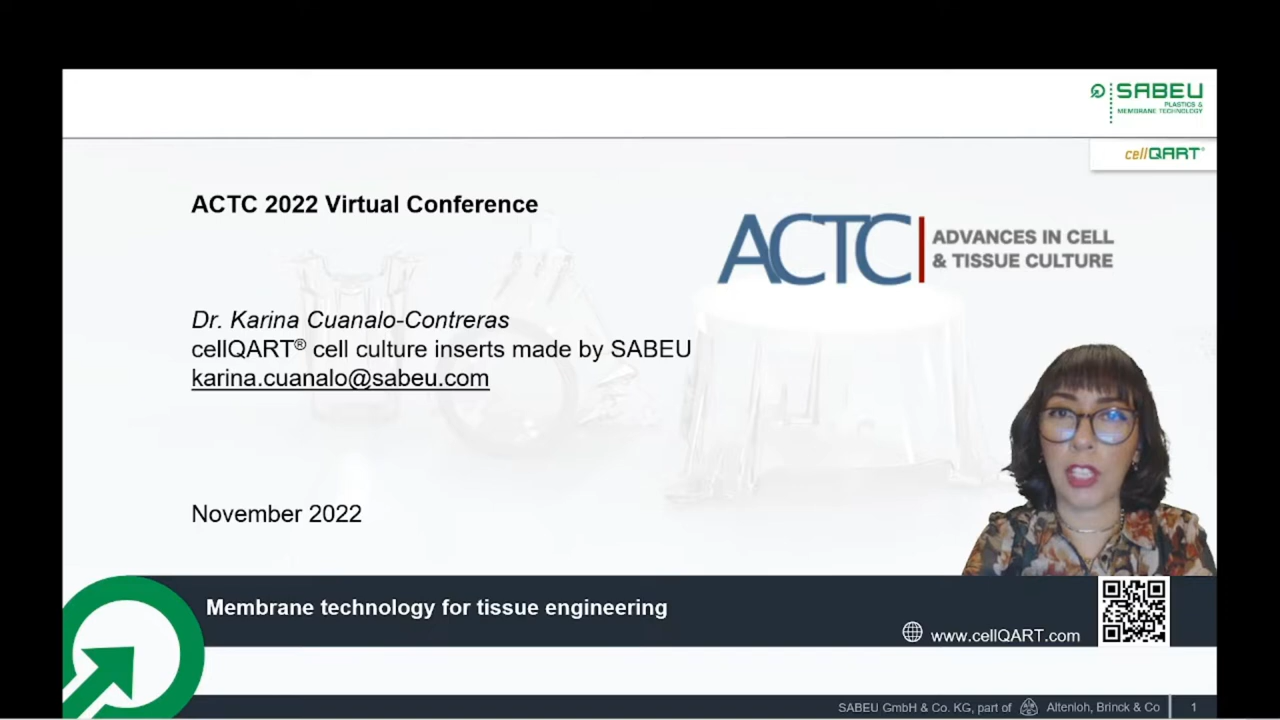 SABEU
PLASTICS &
MEMBRANE TECHNOLOGY
cellQART®
ACTC 2022 Virtual Conference
ACTC
ADVANCES IN CELL
& TISSUE CULTURE
Dr. Karina Cuanalo-Contreras
cellQART® cell culture inserts made by SABEU
karina.cuanalo@sabeu.com
November 2022
Membrane technology for tissue engineering
www.cellQART.com
SABEU GmbH & Co. KG, part of Altenloh, Brinck & Co 1